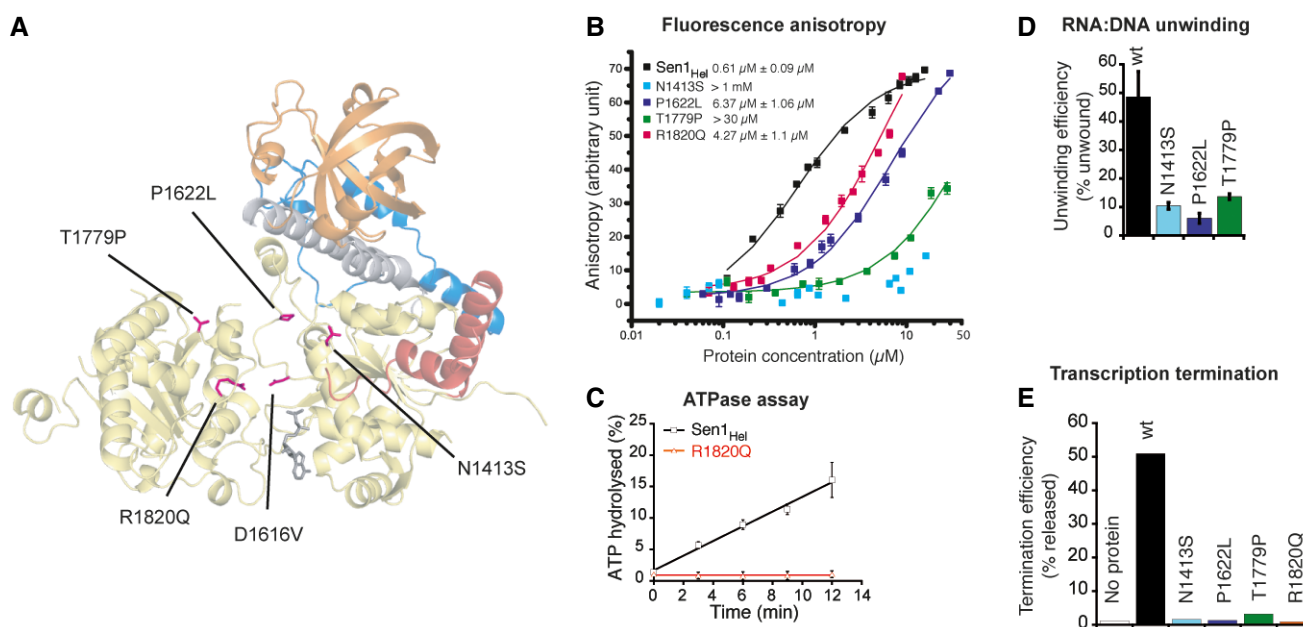 A
P1622L
T1779P
R1820Q
D1616V
N1413S
B
Fluorescence anisotropy
Anisotropy (arbitrary unit)
70
60
50
40
30
20
10
0
Sen1Hel 0.61 µM ± 0.09 µM
N1413S > 1 mM
P1622L 6.37 µM ± 1.06 µM
T1779P > 30 µM
R1820Q 4.27 µM ± 1.1 µM
0.01 0.1 1 10 50
Protein concentration (µM)
C
ATPase assay
ATP hydrolysed (%)
25
20
15
10
5
0
Sen1Hel
R1820Q
0 2 4 6 8 10 12 14
Time (min)
D
RNA:DNA unwinding
Unwinding efficiency
(% unwound)
60
50
40
30
20
10
0
wt
N1413S
P1622L
T1779P
Transcription termination
E
Termination efficiency
(% released)
60
50
40
30
20
10
0
No protein
wt
N1413S
P1622L
T1779P
R1820Q